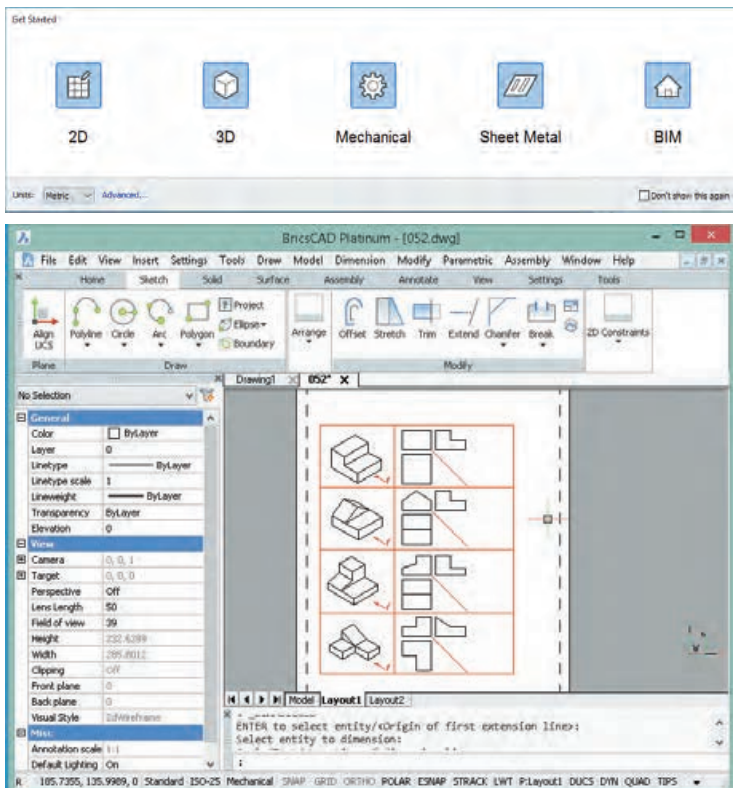 Get Started
2D 3D Mechanical Sheet Metal BIM
Units: Metric Advanced... Don't show this again
BricsCAD Platinum - [052.dwg]
File Edit View Insert Settings Tools Draw Model Dimension Modify Parametric Assembly Window Help
Home Sketch Solid Surface Assembly Annotate View Settings Tools
Align UCS Polyline Circle Arc Polygon Project Ellipse Boundary Arrange Offset Stretch Trim Extend Chamfer Break 2D Constraints
Plane Draw Modify
Drawing1 052*
No Selection
General
Color ByLayer
Layer 0
Linetype ByLayer
Linetype scale 1
Lineweight ByLayer
Transparency ByLayer
Elevation 0
View
Camera 0, 0, 1
Target 0, 0, 0
Perspective Off
Lens Length 50
Field of view 39
Height 232.6289
Width 285.8012
Clipping Off
Front plane 0
Back plane 0
Visual Style 2dWireframe
Misc
Annotation scale 1:1
Default Lighting On
W
Model Layout1 Layout2
ENTER to select entity/<Origin of first extension line>:
Select entity to dimension:
:
R 185.7355, 135.9989, 0 Standard ISO-25 Mechanical SNAP GRID ORTHO POLAR ESNAP STRACK LWT P:Layout1 DUCS DYN QUAD TIPS